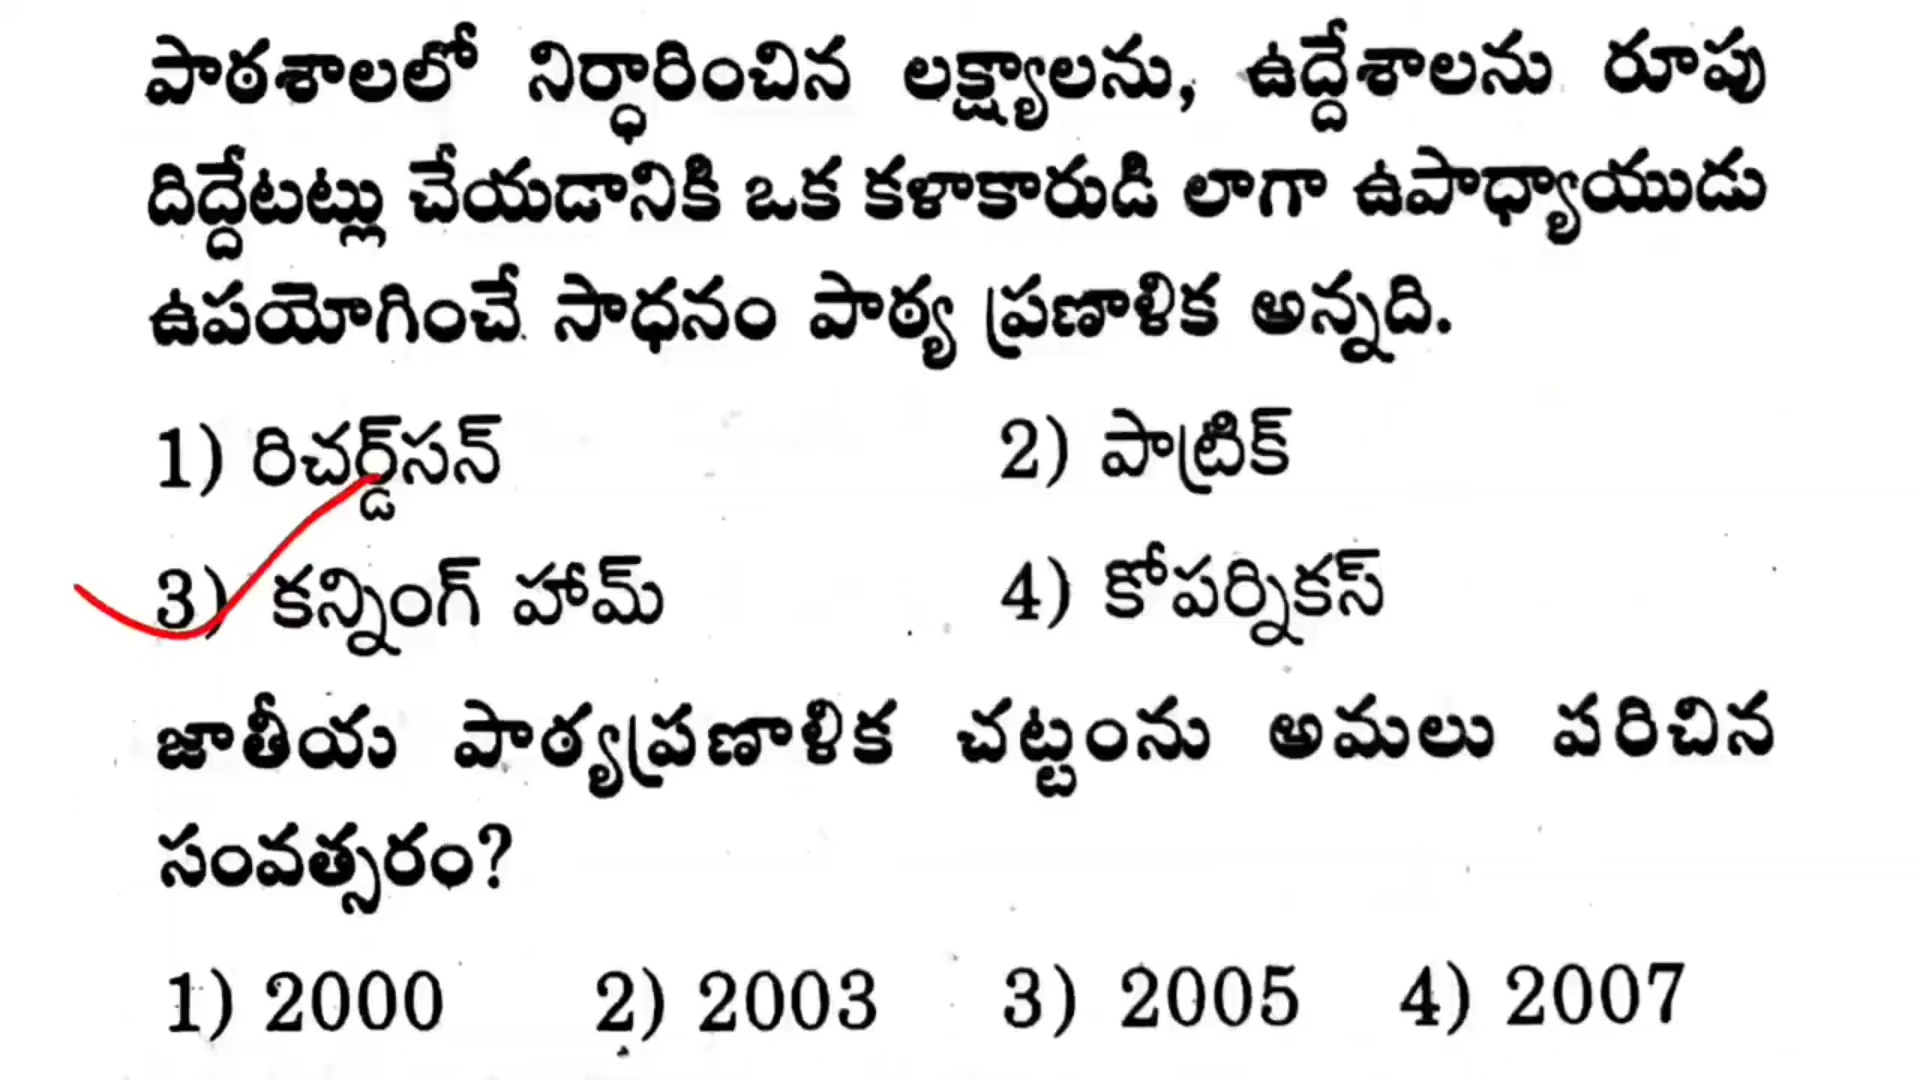 పాఠశాలలో నిర్ధారించిన లక్ష్యాలను, ఉద్దేశాలను రూపు
దిద్దేటట్లు చేయడానికి ఒక కళాకారుడి లాగా ఉపాధ్యాయుడు
ఉపయోగించే సాధనం పాఠ్య ప్రణాళిక అన్నది.
1) రిచర్డ్‌సన్ 2) పాట్రిక్
3) కన్నింగ్ హామ్ 4) కోపర్నికస్
జాతీయ పాఠ్యప్రణాళిక చట్టంను అమలు పరిచిన
సంవత్సరం?
1) 2000 2) 2003 3) 2005 4) 2007